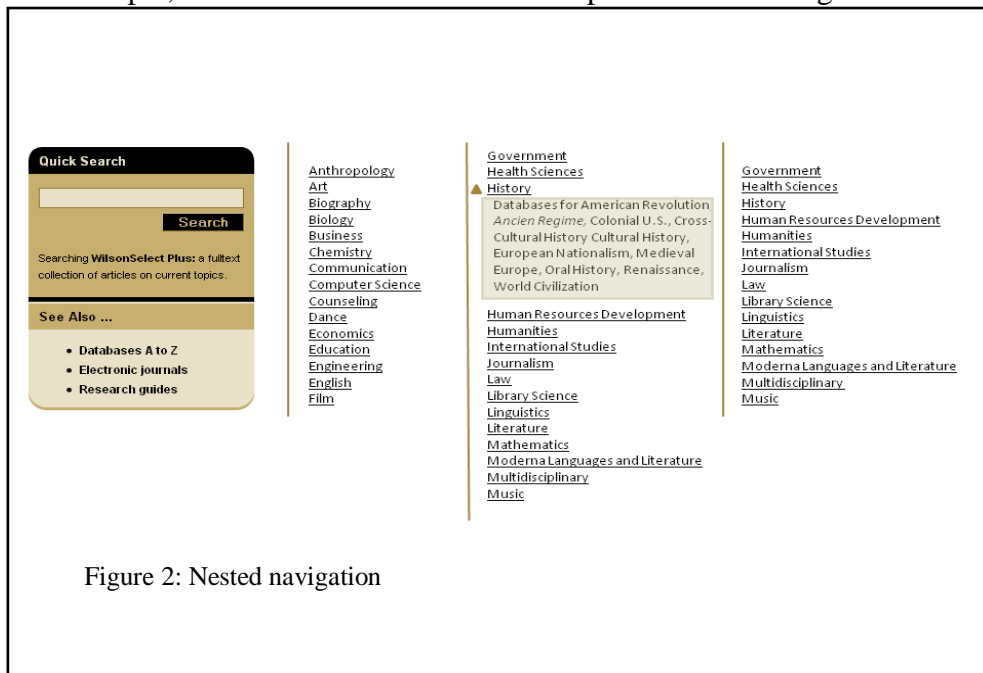 Quick Search
Search
Searching WilsonSelect Plus: a fulltext
collection of articles on current topics.
See Also ...
• Databases A to Z
• Electronic journals
• Research guides
Anthropology
Art
Biography
Biology
Business
Chemistry
Communication
Computer Science
Counseling
Dance
Economics
Education
Engineering
English
Film
Government
Health Sciences
History
Databases for American Revolution
Ancien Regime, Colonial U.S., Cross-
Cultural History Cultural History,
European Nationalism, Medieval
Europe, Oral History, Renaissance,
World Civilization
Human Resources Development
Humanities
International Studies
Journalism
Law
Library Science
Linguistics
Literature
Mathematics
Moderna Languages and Literature
Multidisciplinary
Music
Government
Health Sciences
History
Human Resources Development
Humanities
International Studies
Journalism
Law
Library Science
Linguistics
Literature
Mathematics
Moderna Languages and Literature
Multidisciplinary
Music
Figure 2: Nested navigation